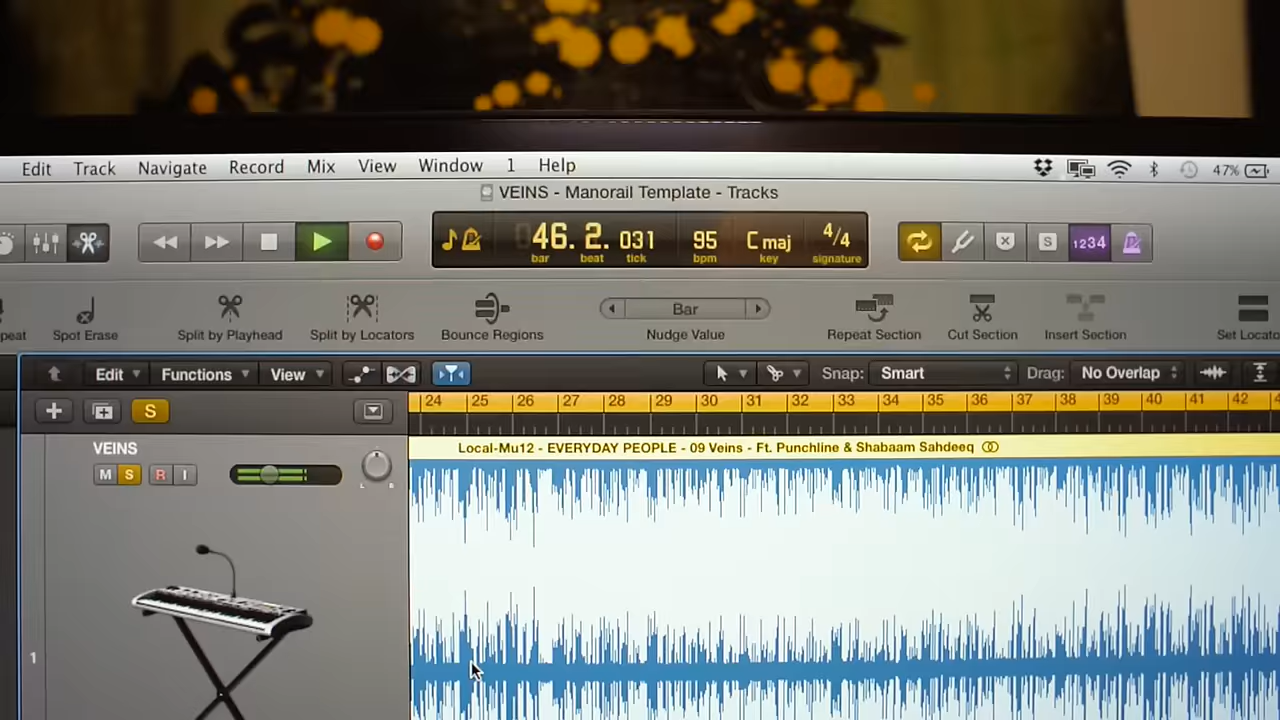 Edit Track Navigate Record Mix View Window 1 Help 47%
VEINS - Manorail Template - Tracks
46. 2. 031 95 Cmaj 4/4
bar beat tick bpm key signature
S 1234
peat Spot Erase Split by Playhead Split by Locators Bounce Regions Bar Nudge Value Repeat Section Cut Section Insert Section Set Locato
Edit Functions View Snap: Smart Drag: No Overlap
S 24 25 26 27 28 29 30 31 32 33 34 35 36 37 38 39 40 41 42
VEINS Local-Mu12 - EVERYDAY PEOPLE - 09 Veins - Ft. Punchline & Shabaam Sahdeeq
M S R I L R
1